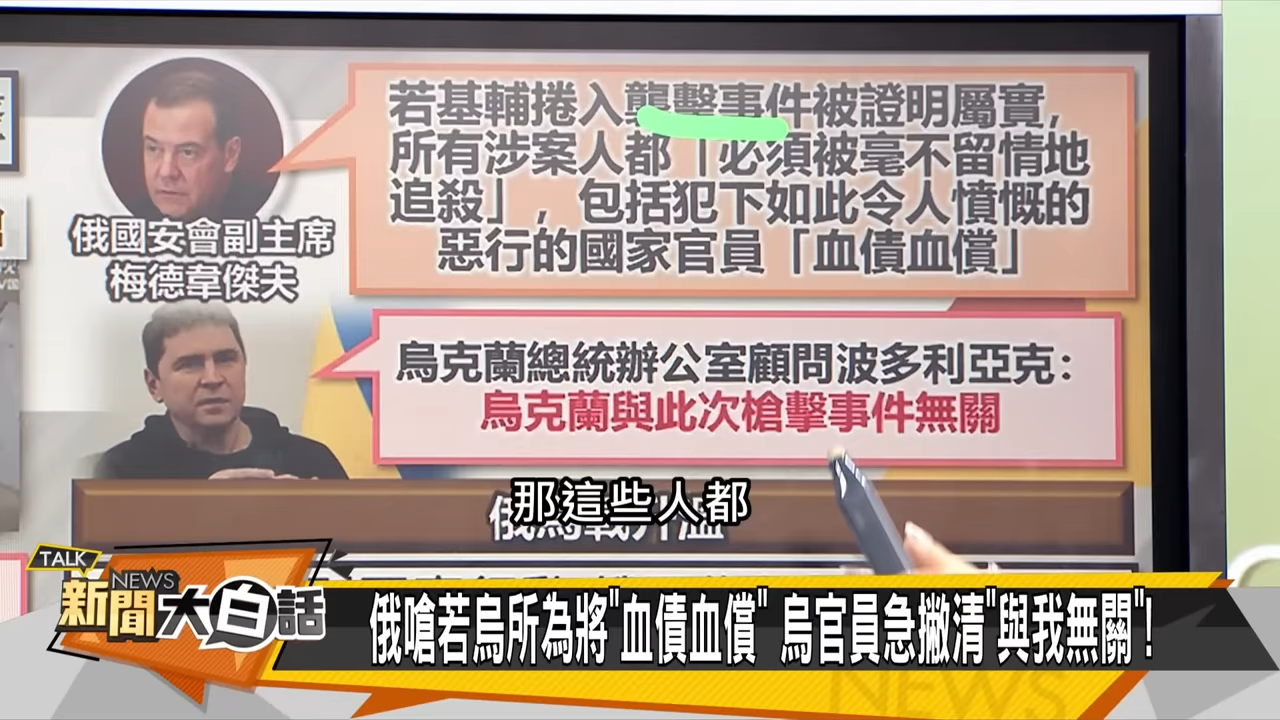 若基輔捲入襲擊事件被證明屬實，
所有涉案人都「必須被毫不留情地
追殺」，包括犯下如此令人憤慨的
惡行的國家官員「血債血償」
俄國安會副主席
梅德韋傑夫
烏克蘭總統辦公室顧問波多利亞克：
烏克蘭與此次槍擊事件無關
那這些人都
TALK
NEWS
新聞大白話
俄嗆若烏所為將"血債血償" 烏官員急撇清"與我無關"!
NEWS